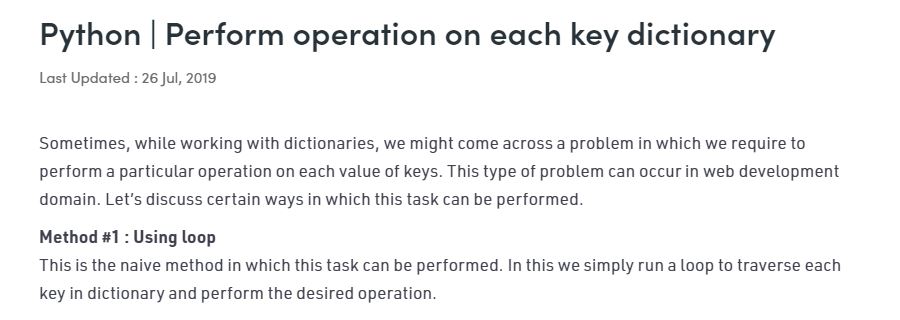 Python | Perform operation on each key dictionary
Last Updated : 26 Jul, 2019
Sometimes, while working with dictionaries, we might come across a problem in which we require to
perform a particular operation on each value of keys. This type of problem can occur in web development
domain. Let’s discuss certain ways in which this task can be performed.
Method #1 : Using loop
This is the naive method in which this task can be performed. In this we simply run a loop to traverse each
key in dictionary and perform the desired operation.